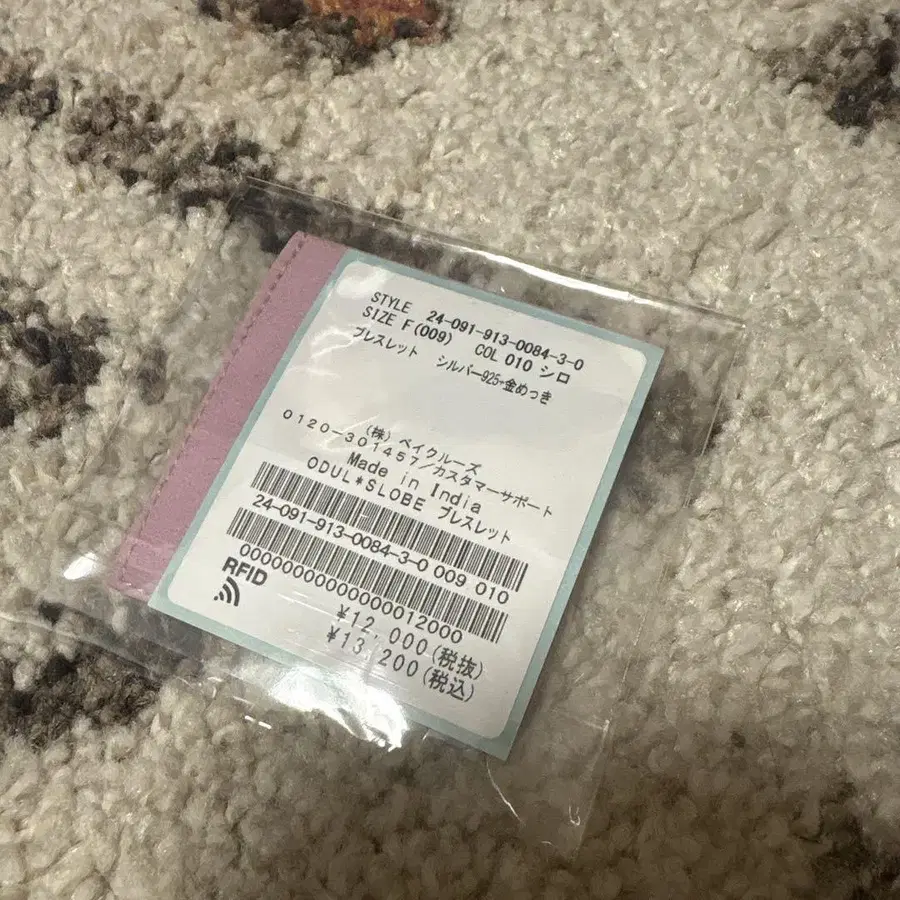 STYLE 24-091-913-0084-3-0
SIZE F(009) COL 010 シロ
ブレスレット シルバー925+金めっき
(株)ベイクルーズ
0120-301457/カスタマーサポート
Made in India
ODUL*SLOBE ブレスレット
24-091-913-0084-3-0 009 010
0000000000000012000
RFID
¥12,000(税抜)
¥13,200(税込)